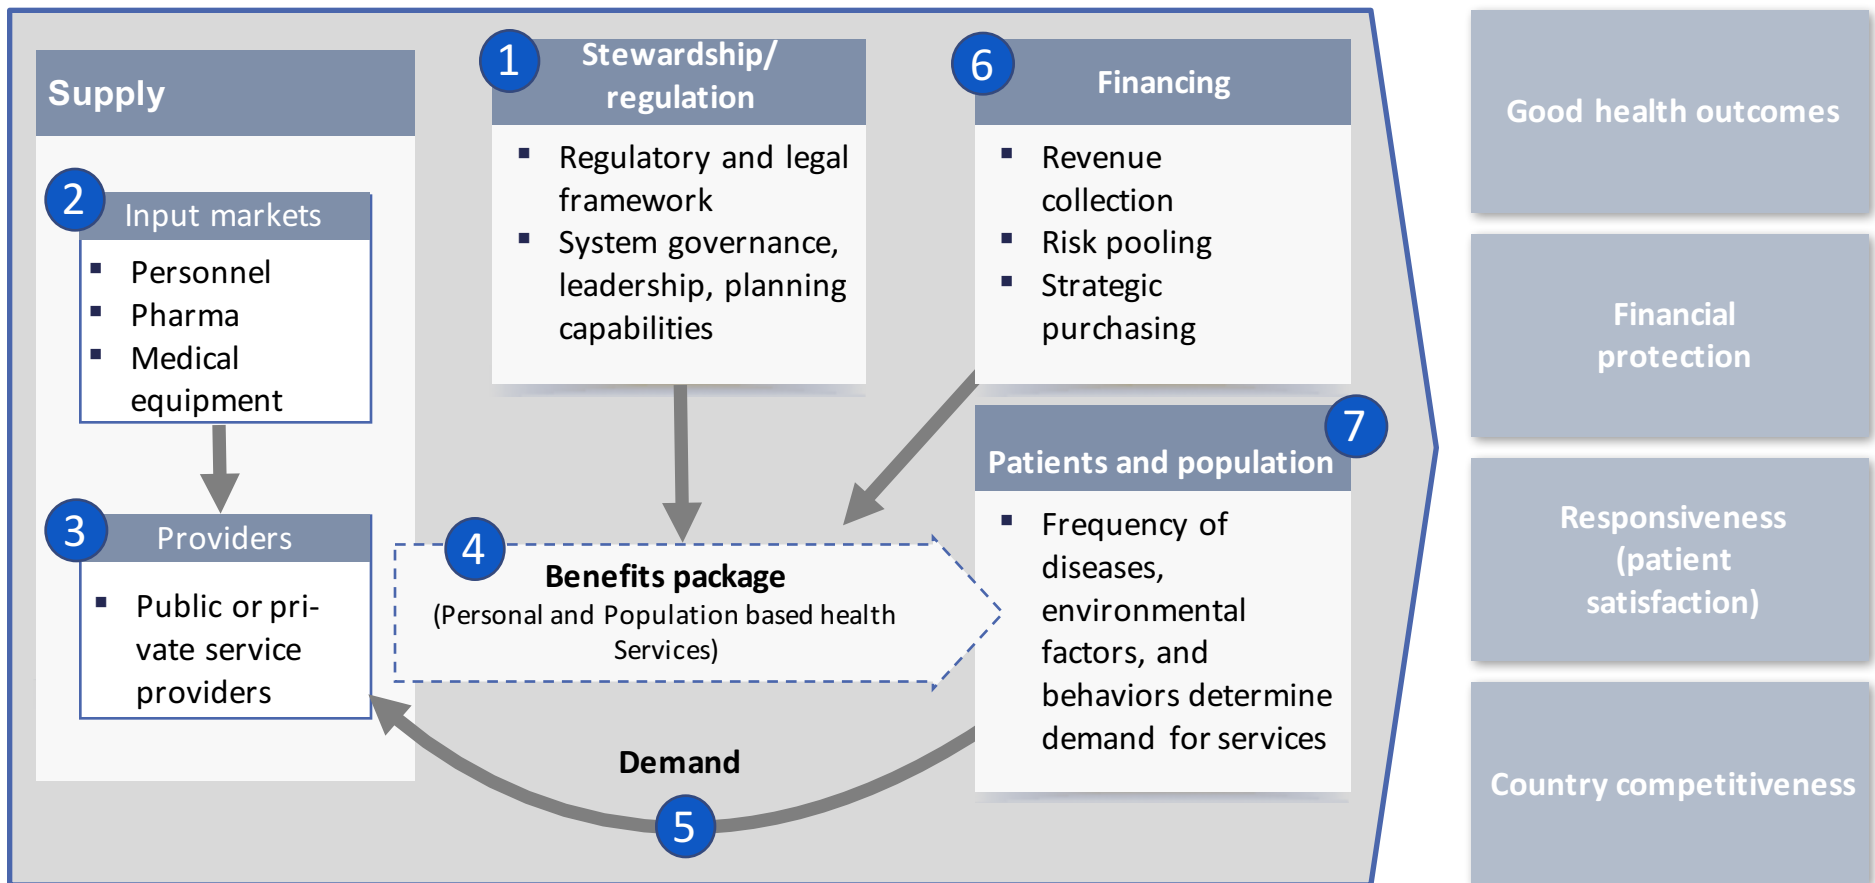 Supply
2
Input markets
▪ Personnel
▪ Pharma
▪ Medical
equipment
3
Providers
▪ Public or pri-
vate service
providers
1
Stewardship/
regulation
▪ Regulatory and legal
framework
▪ System governance,
leadership, planning
capabilities
6
Financing
▪ Revenue
collection
▪ Risk pooling
▪ Strategic
purchasing
4
Benefits package
(Personal and Population based health
Services)
7
Patients and population
▪ Frequency of
diseases,
environmental
factors, and
behaviors determine
demand for services
Demand
5
Good health outcomes
Financial
protection
Responsiveness
(patient
satisfaction)
Country competitiveness